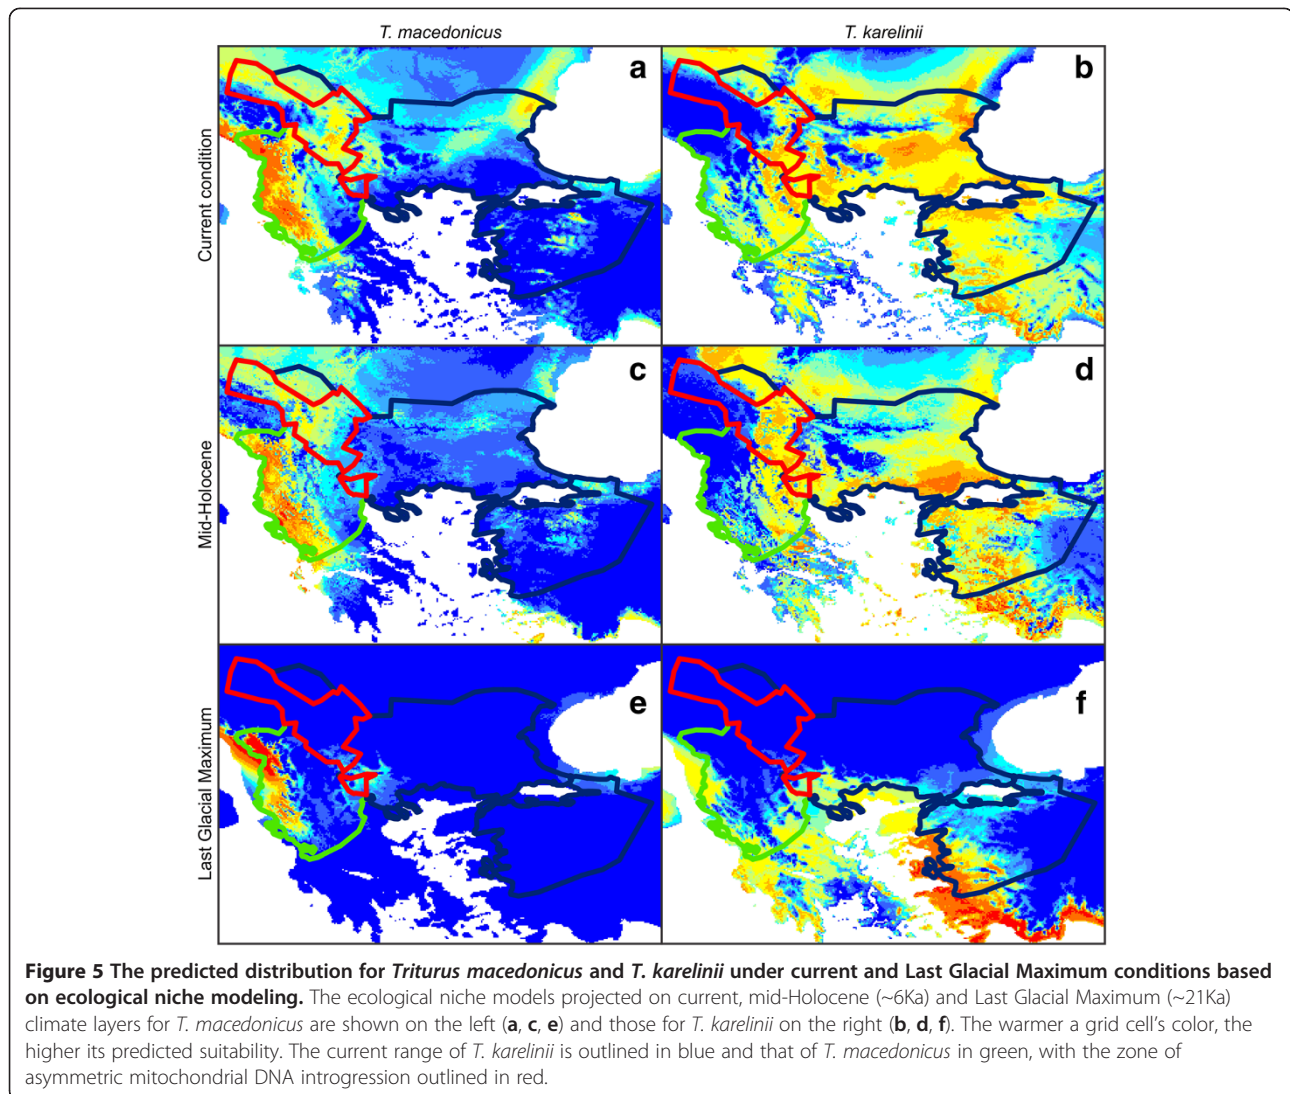 T. macedonicus
T. karelinii
Current condition
a
b
Mid-Holocene
c
d
Last Glacial Maximum
e
f
Figure 5 The predicted distribution for Triturus macedonicus and T. karelinii under current and Last Glacial Maximum conditions based
on ecological niche modeling. The ecological niche models projected on current, mid-Holocene (~6Ka) and Last Glacial Maximum (~21Ka)
climate layers for T. macedonicus are shown on the left (a, c, e) and those for T. karelinii on the right (b, d, f). The warmer a grid cell's color, the
higher its predicted suitability. The current range of T. karelinii is outlined in blue and that of T. macedonicus in green, with the zone of
asymmetric mitochondrial DNA introgression outlined in red.